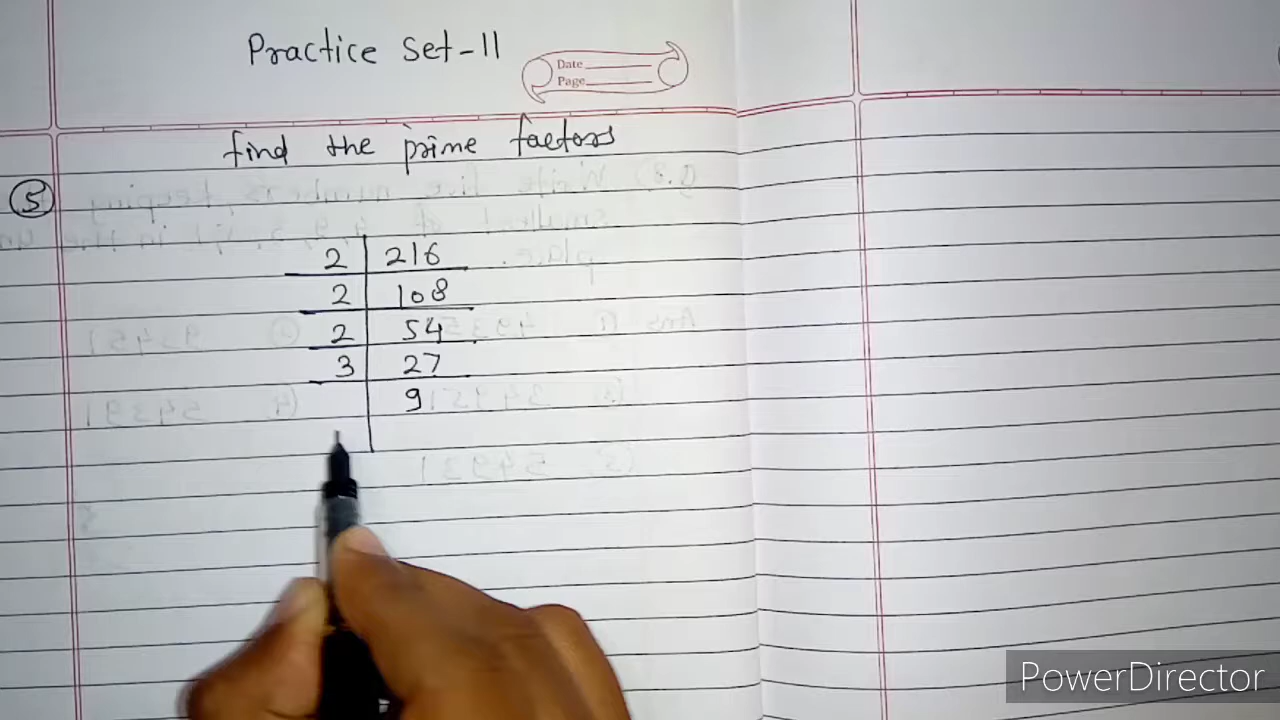 Practice Set-11
Date
Page
find the prime factors
5
2 216
2 108
2 54
3 27
9
PowerDirector